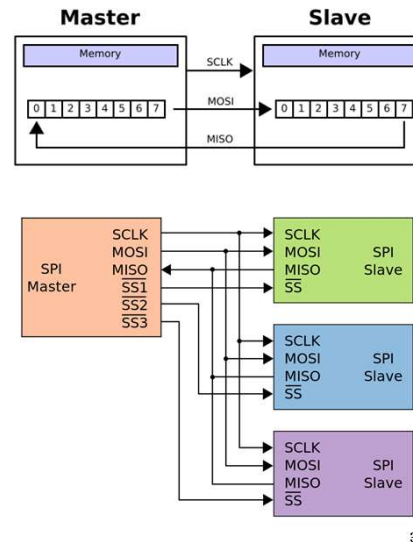 Master Slave
Memory Memory
SCLK
0 1 2 3 4 5 6 7 MOSI 0 1 2 3 4 5 6 7
MISO
SPI Master
SCLK
MOSI
MISO
SS1
SS2
SS3
SCLK
MOSI SPI
MISO Slave
SS
SCLK
MOSI SPI
MISO Slave
SS
SCLK
MOSI SPI
MISO Slave
SS